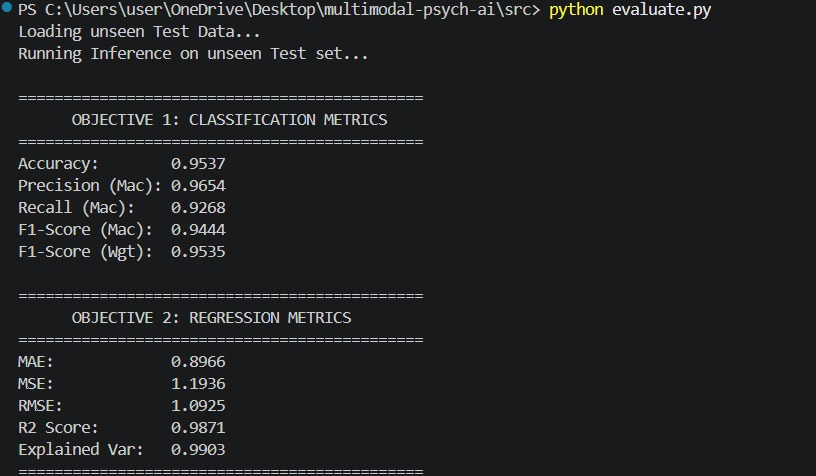 PS C:\Users\user\OneDrive\Desktop\multimodal-psych-ai\src> python evaluate.py
Loading unseen Test Data...
Running Inference on unseen Test set...
=============================================
OBJECTIVE 1: CLASSIFICATION METRICS
=============================================
Accuracy: 0.9537
Precision (Mac): 0.9654
Recall (Mac): 0.9268
F1-Score (Mac): 0.9444
F1-Score (Wgt): 0.9535
=============================================
OBJECTIVE 2: REGRESSION METRICS
=============================================
MAE: 0.8966
MSE: 1.1936
RMSE: 1.0925
R2 Score: 0.9871
Explained Var: 0.9903
=============================================